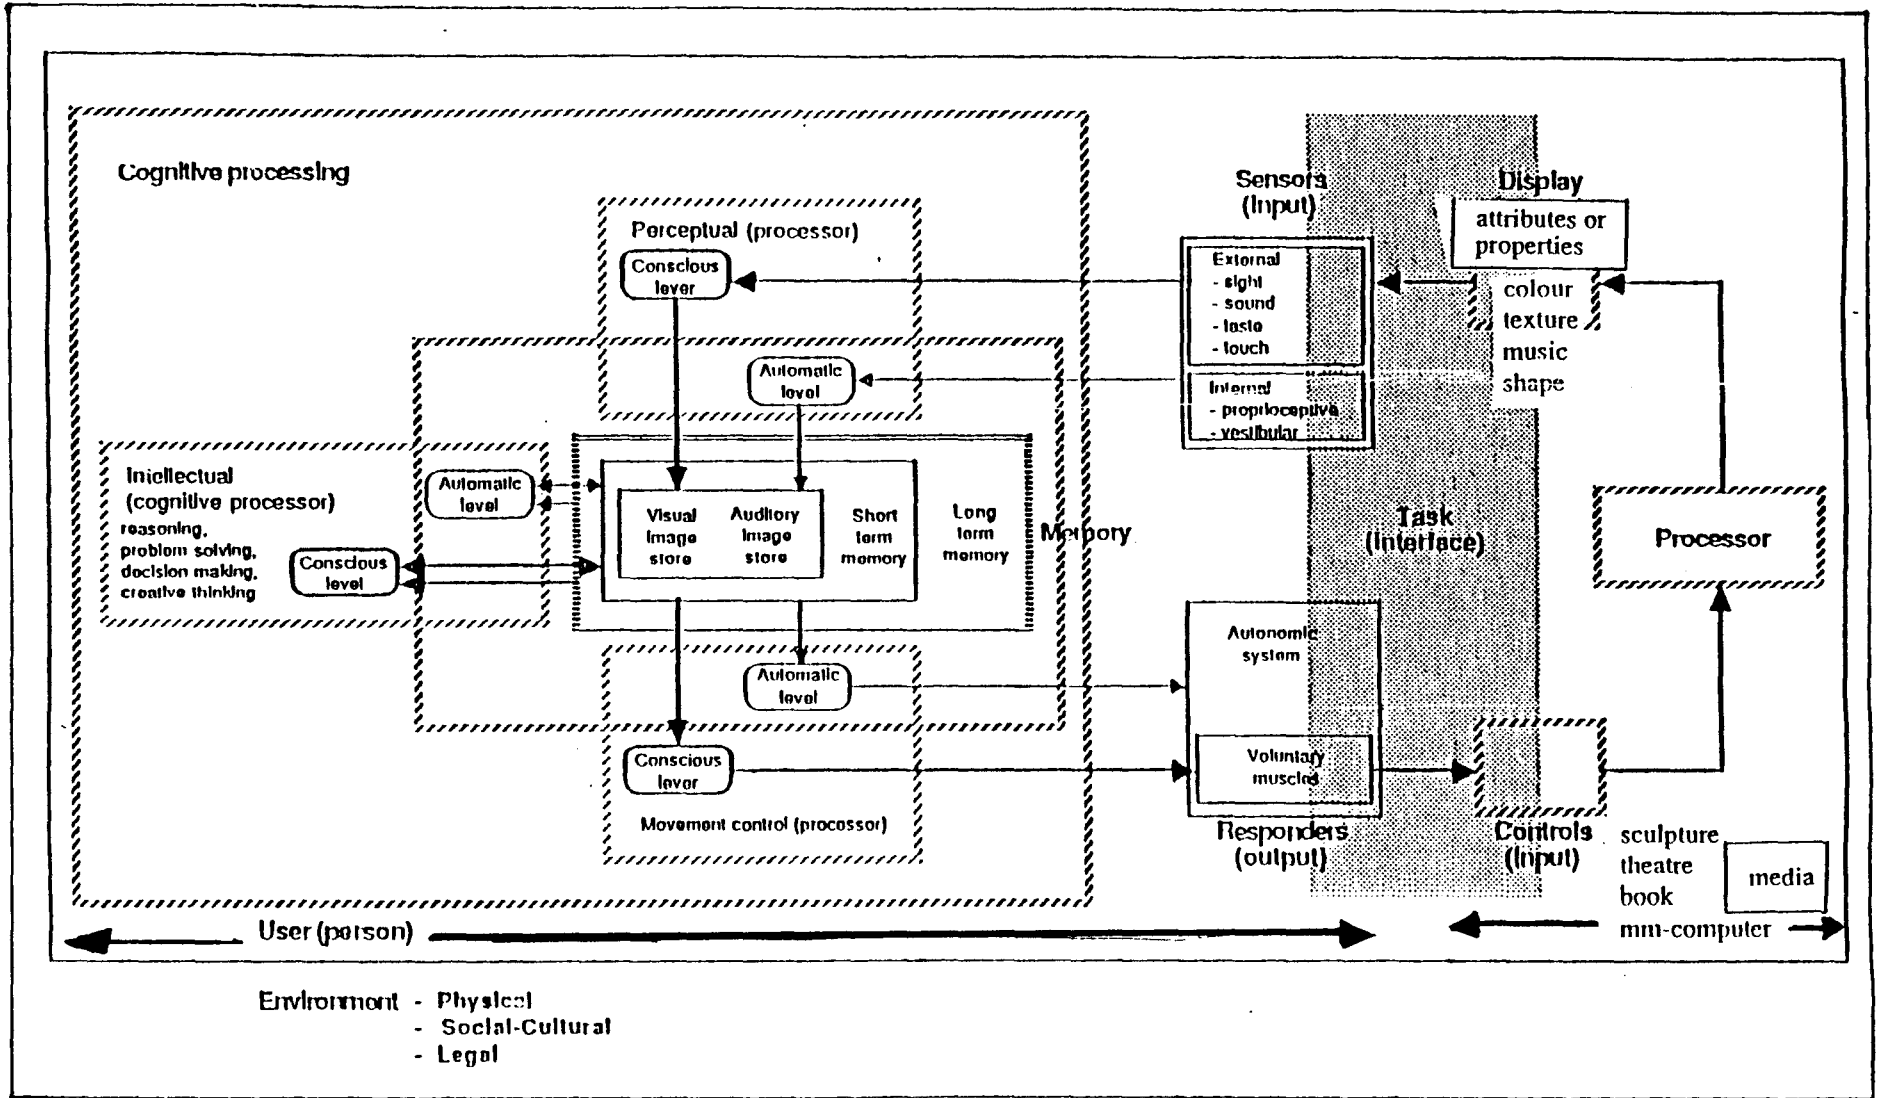 Cognitive processing
Perceptual (processor)
Conscious
lever
Automatic
level
Intellectual
(cognitive processor)
reasoning,
problem solving,
decision making,
creative thinking
Automatic
level
Conscious
level
Visual
Image
store
Auditory
Image
store
Short
term
memory
Long
term
memory
Memory
Automatic
level
Conscious
lever
Movement control (processor)
Sensors
(Input)
External
- sight
- sound
- taste
- touch
Internal
- proprioceptive
- vestibular
Display
attributes or
properties
colour
texture
music
shape
Task
(Interface)
Processor
Autonomic
system
Voluntary
muscles
Responders
(output)
Controls
(Input)
sculpture
theatre
book
mm-computer
media
User (person)
Environment - Physical
- Social-Cultural
- Legal